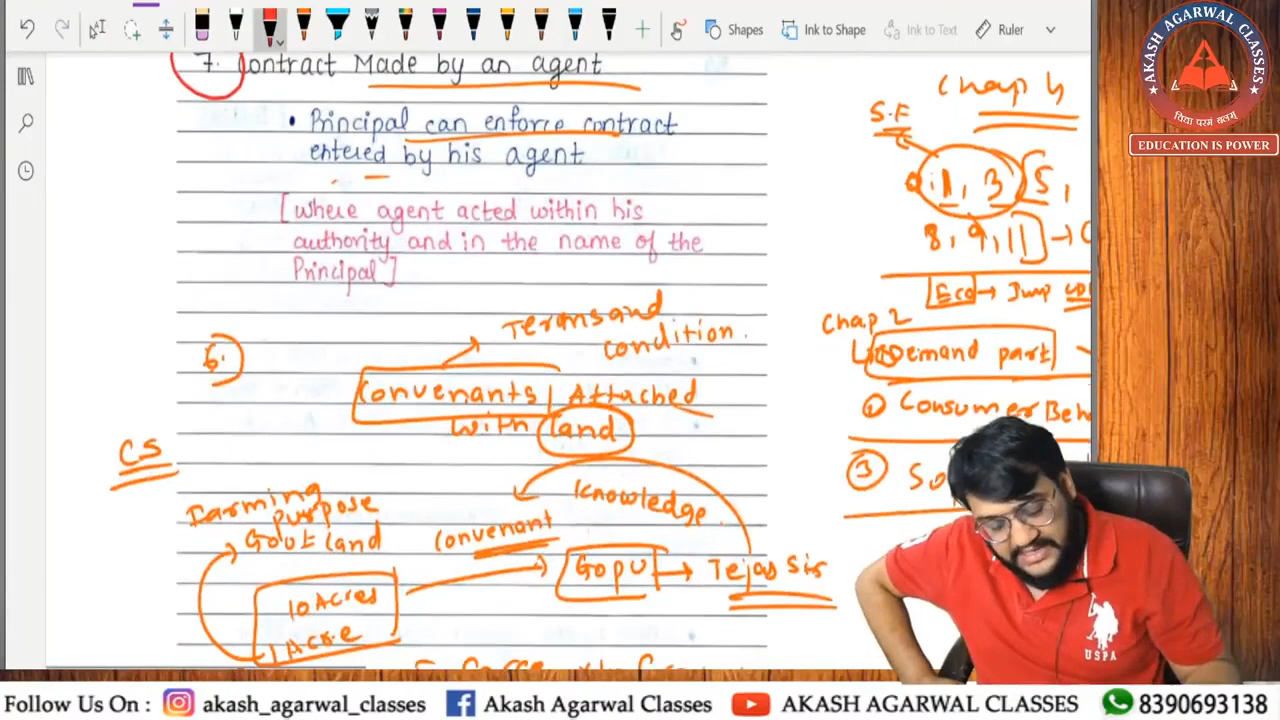 Shapes
Ink to Shape
Ink to Text
Ruler
7. Contract Made by an agent
• Principal can enforce contract
entered by his agent
[where agent acted within his
authority and in the name of the
Principal]
6.
Terms and
condition.
Convenants | Attached
with land
CS
Knowledge
Farming
purpose
Govt land
Convenant
Gopu → Tejas Sir
10 Acres
1 Acre
Chap 4
S.F
1, 3, 5,
8, 9, 11] →
Eco → Jump
Chap 2
Demand part
① Consumer Beh
③ So
AKASH AGARWAL CLASSES
विद्या परमं बलम्
EDUCATION IS POWER
USPA
Follow Us On : akash_agarwal_classes Akash Agarwal Classes AKASH AGARWAL CLASSES 8390693138